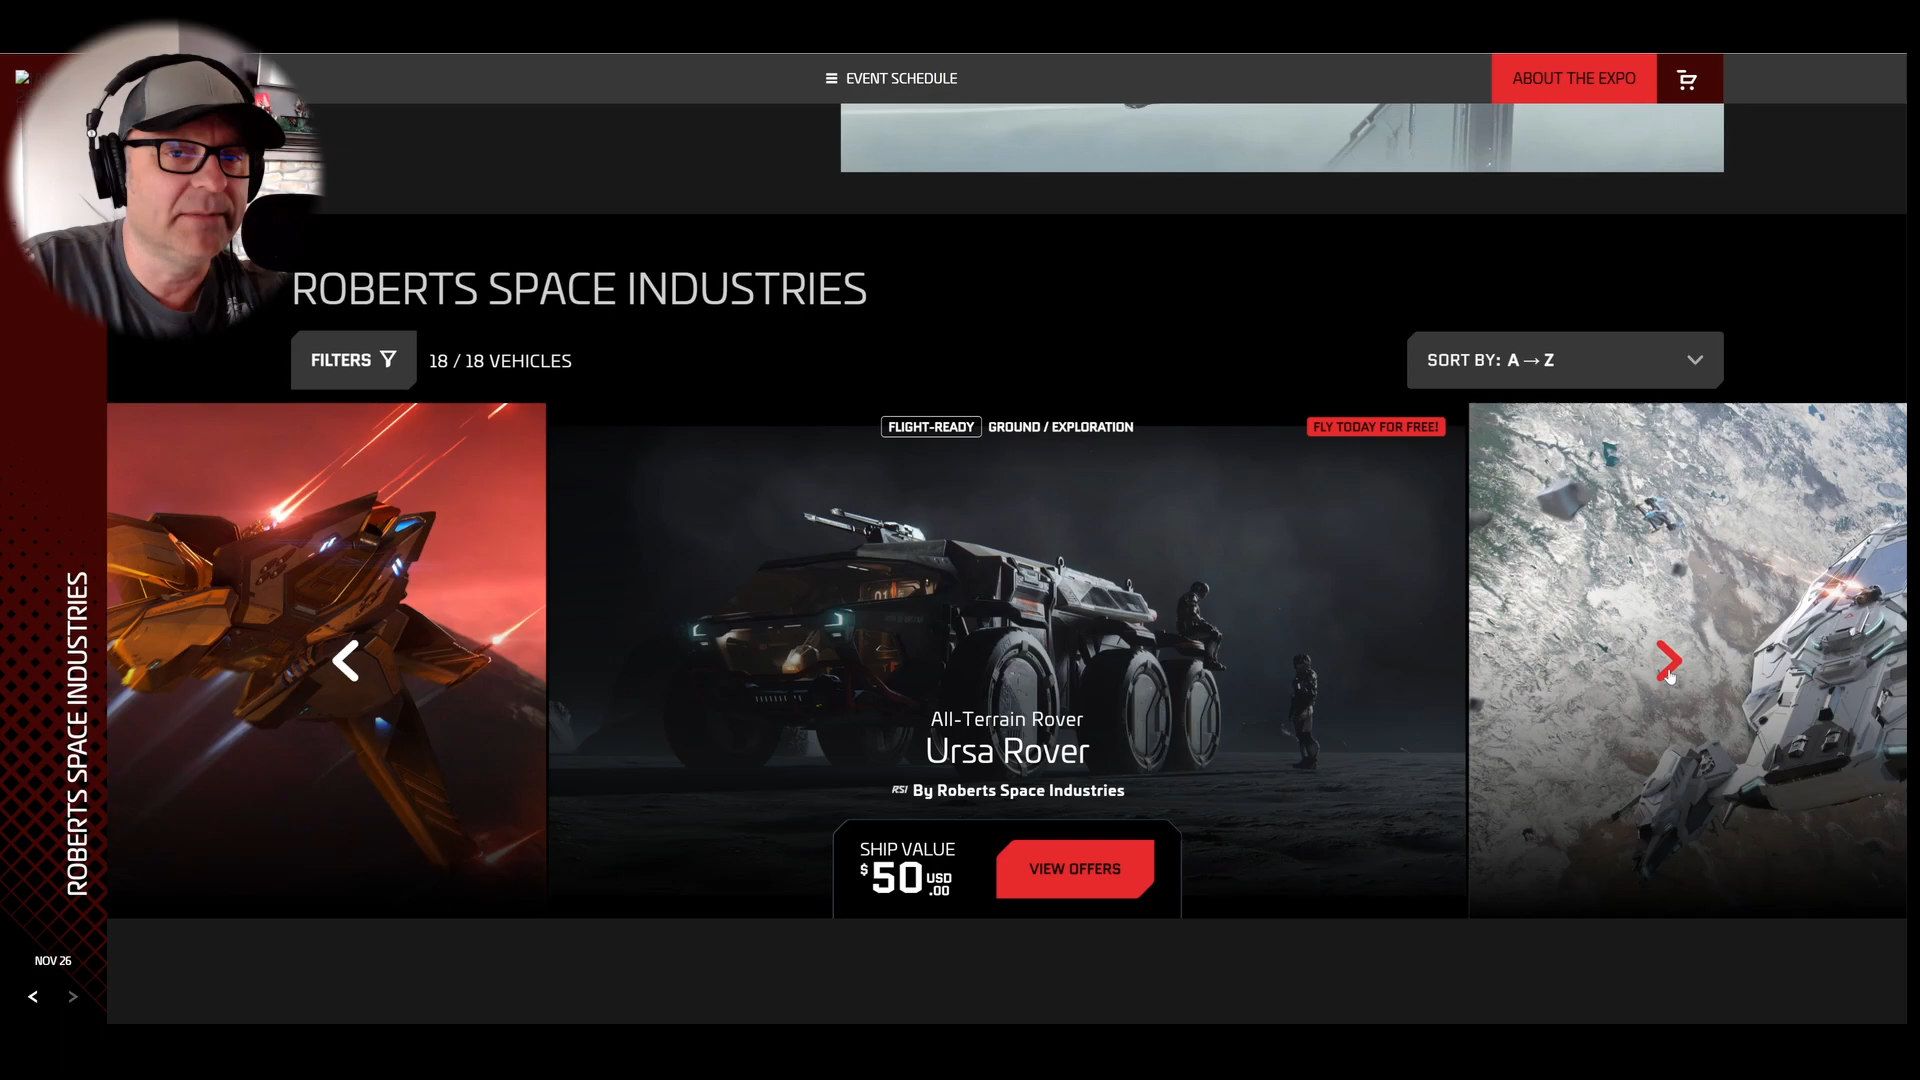 EVENT SCHEDULE
ABOUT THE EXPO
ROBERTS SPACE INDUSTRIES
FILTERS
18 / 18 VEHICLES
SORT BY: A → Z
FLIGHT-READY
GROUND / EXPLORATION
FLY TODAY FOR FREE!
01
All-Terrain Rover
Ursa Rover
RSI By Roberts Space Industries
SHIP VALUE
$50 USD .00
VIEW OFFERS
ROBERTS SPACE INDUSTRIES
NOV 26